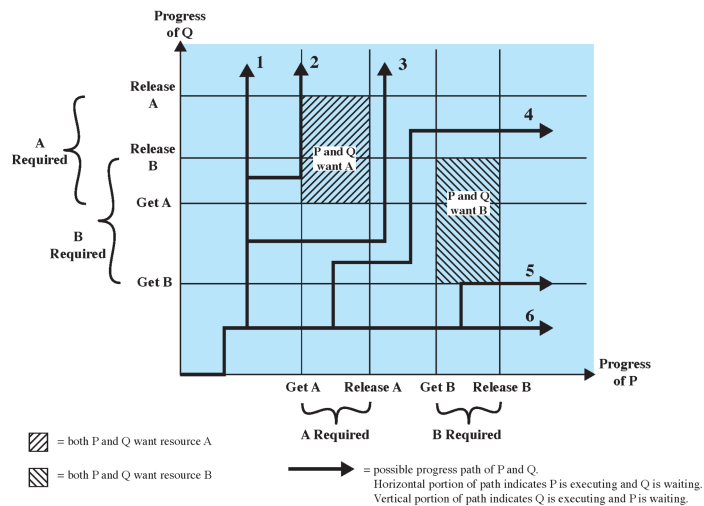 Progress
of Q
1
2
3
Release
A
4
A
Required
Release
B
P and Q
want A
Get A
P and Q
want B
B
Required
Get B
5
6
Progress
of P
Get A
Release A
Get B
Release B
A Required
B Required
= both P and Q want resource A
= both P and Q want resource B
= possible progress path of P and Q.
Horizontal portion of path indicates P is executing and Q is waiting.
Vertical portion of path indicates Q is executing and P is waiting.